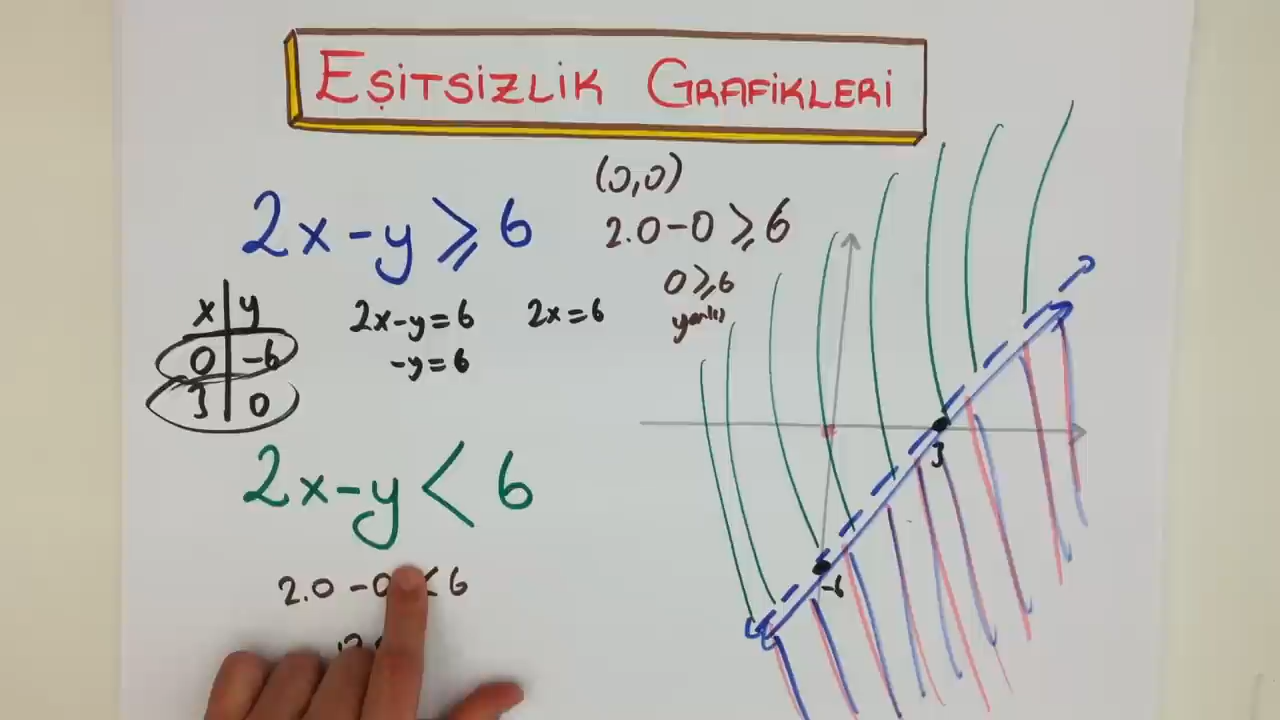 EŞİTSİZLİK GRAFİKLERİ
(0,0)
2x-y⩾6
2.0-0⩾6
0⩾6
yanlış
x y
0 -6
3 0
2x-y=6
-y=6
2x=6
2x-y<6
2.0-0<6
3
-6